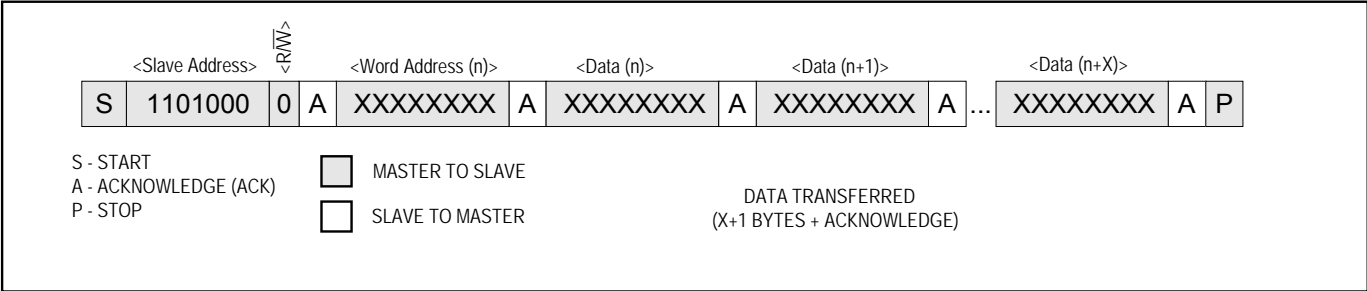 <Slave Address> <R/W̅> <Word Address (n)> <Data (n)> <Data (n+1)> <Data (n+X)>
S 1101000 0 A XXXXXXXX A XXXXXXXX A XXXXXXXX A ... XXXXXXXX A P
S - START
A - ACKNOWLEDGE (ACK)
P - STOP
MASTER TO SLAVE
SLAVE TO MASTER
DATA TRANSFERRED
(X+1 BYTES + ACKNOWLEDGE)